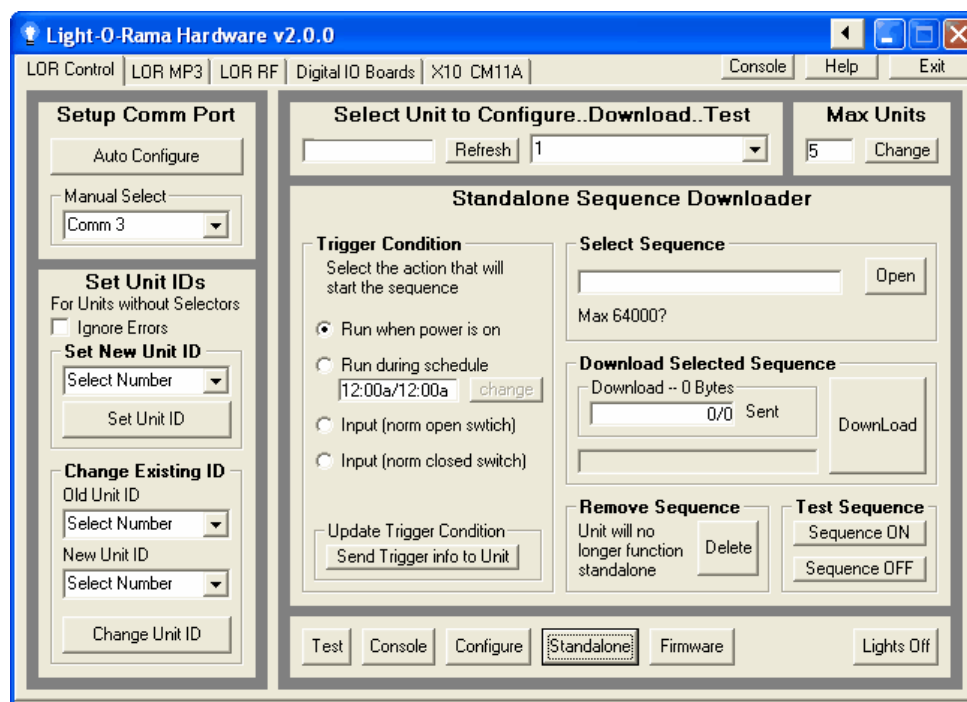 Light-O-Rama Hardware v2.0.0
LOR Control LOR MP3 LOR RF Digital IO Boards X10 CM11A Console Help Exit
Setup Comm Port
Auto Configure
Manual Select
Comm 3
Set Unit IDs
For Units without Selectors
Ignore Errors
Set New Unit ID
Select Number
Set Unit ID
Change Existing ID
Old Unit ID
Select Number
New Unit ID
Select Number
Change Unit ID
Select Unit to Configure..Download..Test
Refresh 1
Max Units
5 Change
Standalone Sequence Downloader
Trigger Condition
Select the action that will
start the sequence
Run when power is on
Run during schedule
12:00a/12:00a change
Input (norm open swtich)
Input (norm closed switch)
Update Trigger Condition
Send Trigger info to Unit
Select Sequence
Open
Max 64000?
Download Selected Sequence
Download -- 0 Bytes
0/0 Sent
DownLoad
Remove Sequence
Unit will no
longer function
standalone
Delete
Test Sequence
Sequence ON
Sequence OFF
Test Console Configure Standalone Firmware Lights Off